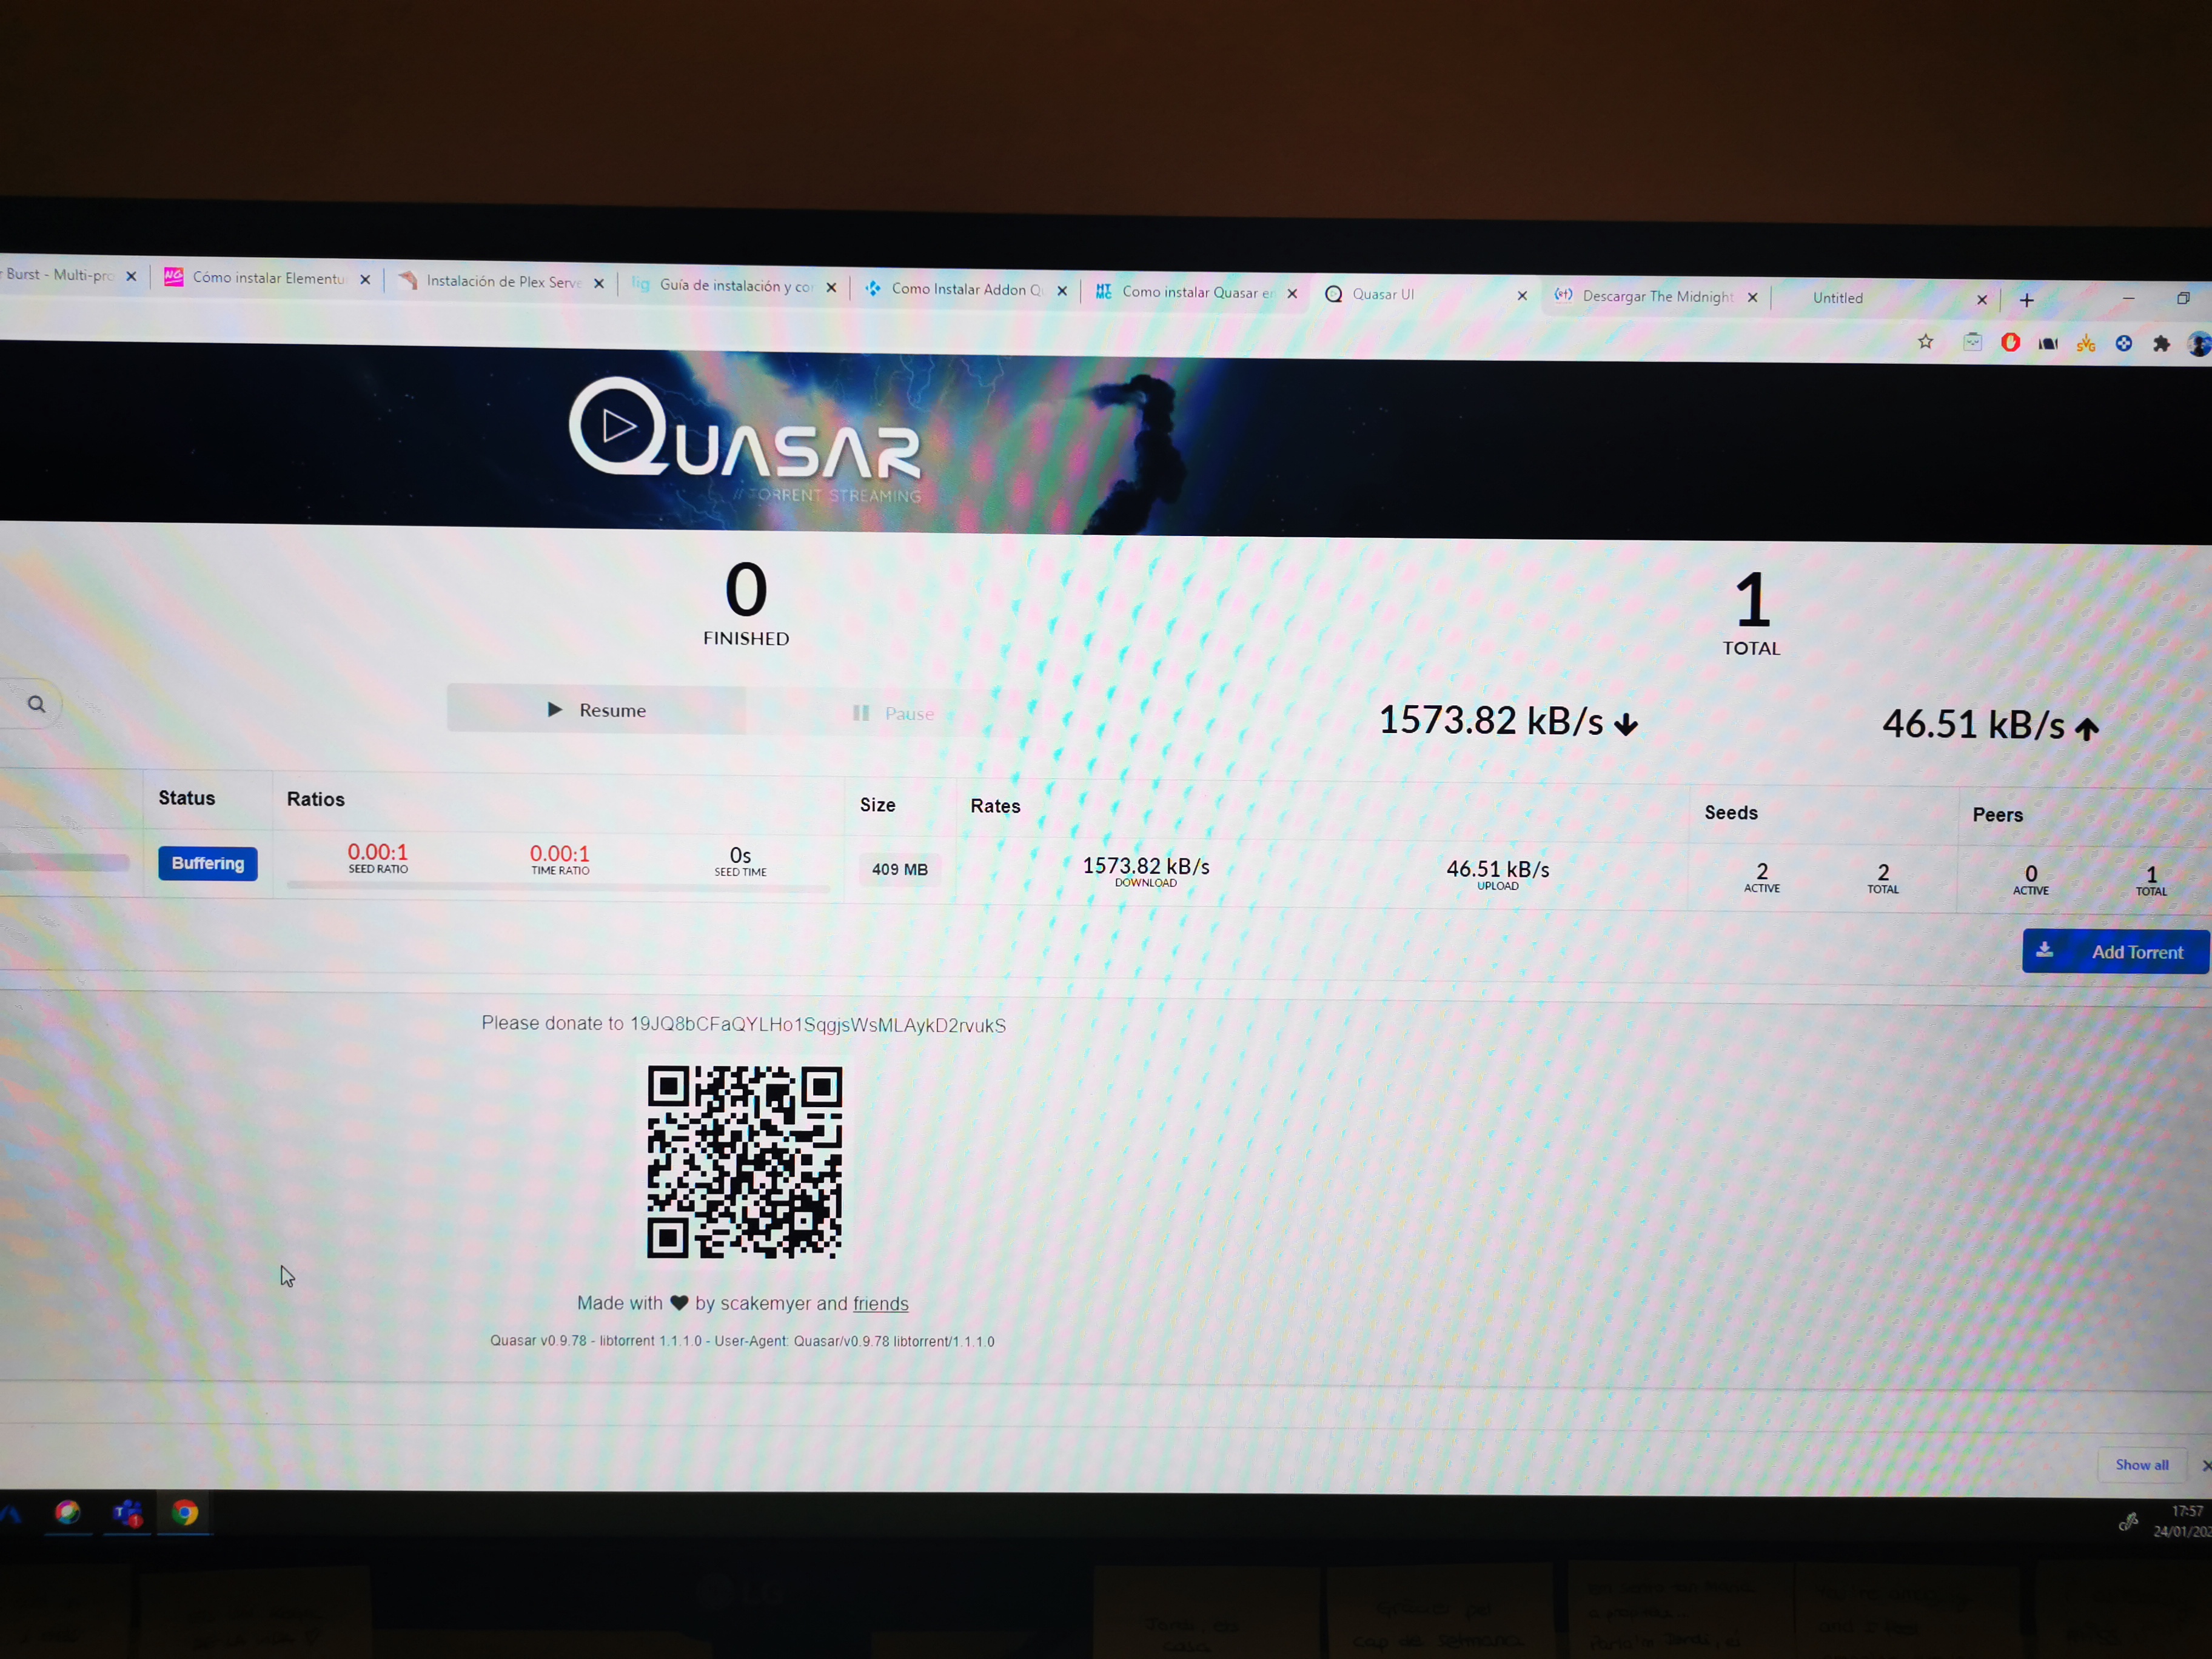 r Burst - Multi-pro
Cómo instalar Elementu
Instalación de Plex Serve
Guía de instalación y co
Como Instalar Addon Q
Como instalar Quasar en
Quasar UI
Descargar The Midnight
Untitled
QUASAR
// TORRENT STREAMING
0
FINISHED
1
TOTAL
Resume
Pause
1573.82 kB/s
46.51 kB/s
Status
Ratios
Size
Rates
Seeds
Peers
Buffering
0.00:1
SEED RATIO
0.00:1
TIME RATIO
0s
SEED TIME
409 MB
1573.82 kB/s
DOWNLOAD
46.51 kB/s
UPLOAD
2
ACTIVE
2
TOTAL
0
ACTIVE
1
TOTAL
Add Torrent
Please donate to 19JQ8bCFaQYLHo1SqgjsWsMLAykD2rvukS
Made with ♥ by scakemyer and friends
Quasar v0.9.78 - libtorrent 1.1.1.0 - User-Agent: Quasar/v0.9.78 libtorrent/1.1.1.0
Show all
17:57
24/01/202
LG
cap de setmana